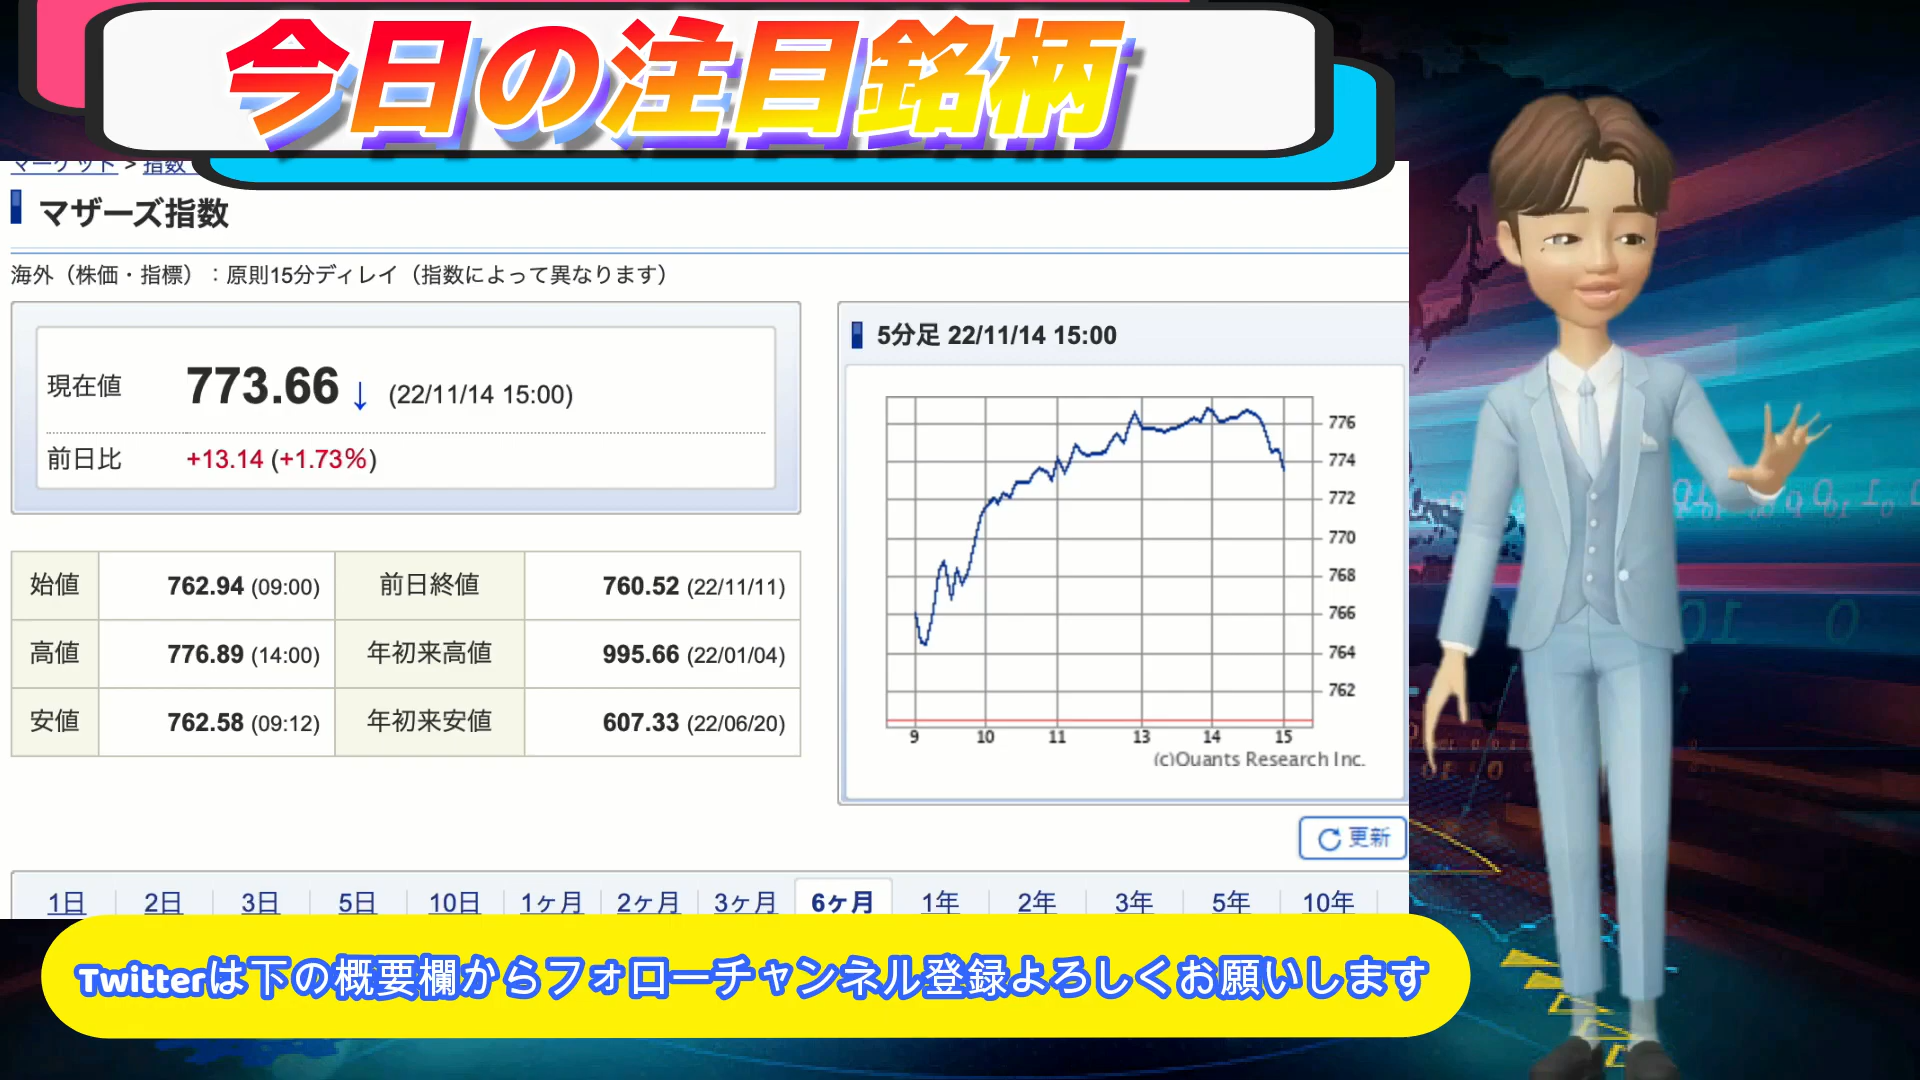 今日の注目銘柄
マーケット > 指数
マザーズ指数
海外（株価・指標）：原則15分ディレイ（指数によって異なります）
現在値 773.66 ↓ (22/11/14 15:00)
前日比 +13.14 (+1.73%)
5分足 22/11/14 15:00
776
774
772
770
768
766
764
762
9 10 11 13 14 15
(c)Quants Research Inc.
始値 762.94 (09:00) 前日終値 760.52 (22/11/11)
高値 776.89 (14:00) 年初来高値 995.66 (22/01/04)
安値 762.58 (09:12) 年初来安値 607.33 (22/06/20)
更新
1日 2日 3日 5日 10日 1ヶ月 2ヶ月 3ヶ月 6ヶ月 1年 2年 3年 5年 10年
Twitterは下の概要欄からフォローチャンネル登録よろしくお願いします